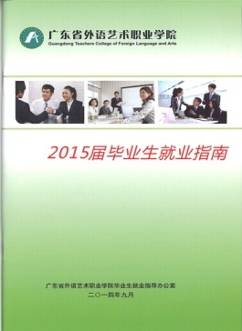 广东省外语艺术职业学院
Guangdong Teachers College of Foreign Language and Arts
2015届毕业生就业指南
广东省外语艺术职业学院毕业生就业指导办公室
二〇一四年九月